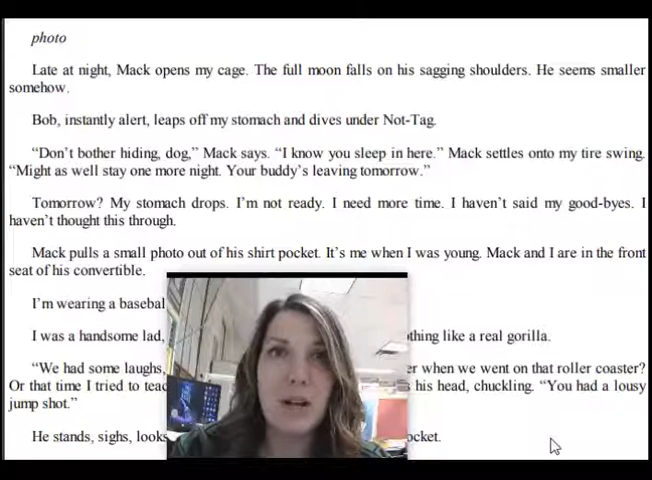 photo
Late at night, Mack opens my cage. The full moon falls on his sagging shoulders. He seems smaller
somehow.
Bob, instantly alert, leaps off my stomach and dives under Not-Tag.
“Don’t bother hiding, dog,” Mack says. “I know you sleep in here.” Mack settles onto my tire swing.
“Might as well stay one more night. Your buddy’s leaving tomorrow.”
Tomorrow? My stomach drops. I’m not ready. I need more time. I haven’t said my good-byes. I
haven’t thought this through.
Mack pulls a small photo out of his shirt pocket. It’s me when I was young. Mack and I are in the front
seat of his convertible.
I’m wearing a basebal
I was a handsome lad, thing like a real gorilla.
“We had some laughs, er when we went on that roller coaster?
Or that time I tried to teac s his head, chuckling. “You had a lousy
jump shot.”
He stands, sighs, looks ocket.